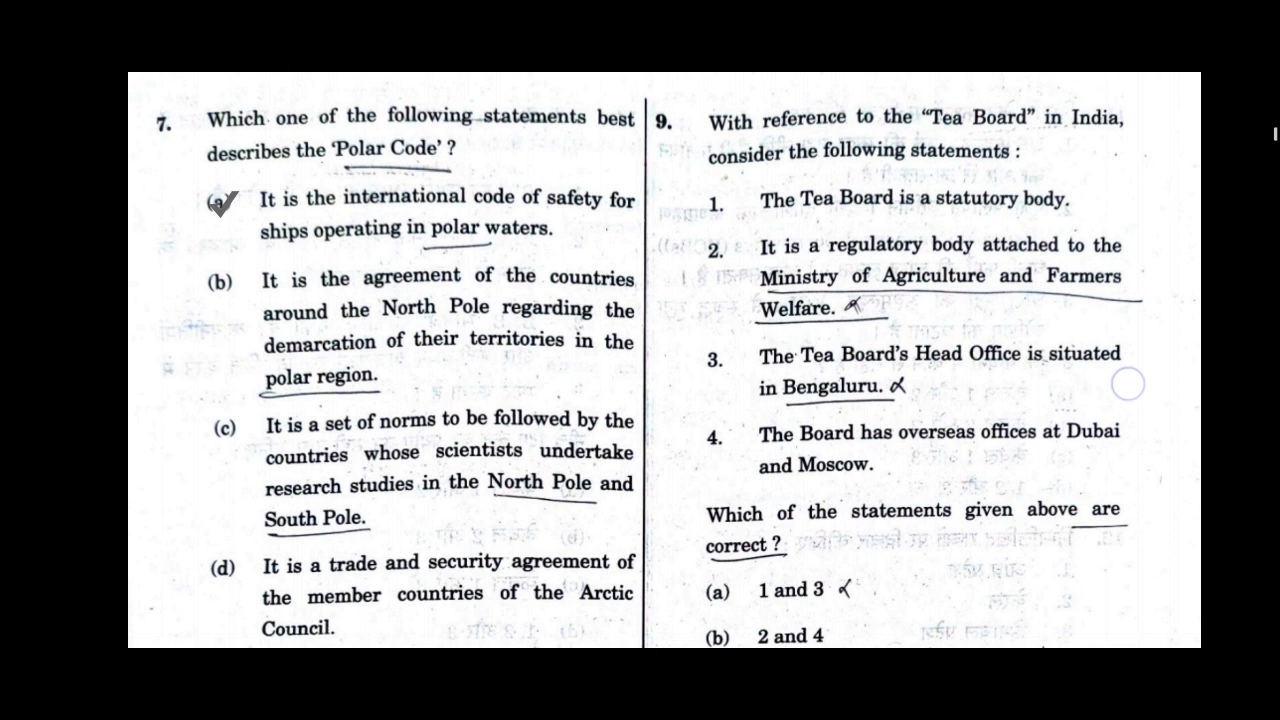 7. Which one of the following statements best
describes the 'Polar Code' ?
(a) It is the international code of safety for
ships operating in polar waters.
(b) It is the agreement of the countries
around the North Pole regarding the
demarcation of their territories in the
polar region.
(c) It is a set of norms to be followed by the
countries whose scientists undertake
research studies in the North Pole and
South Pole.
(d) It is a trade and security agreement of
the member countries of the Arctic
Council.
9. With reference to the "Tea Board" in India,
consider the following statements :
1. The Tea Board is a statutory body.
2. It is a regulatory body attached to the
Ministry of Agriculture and Farmers
Welfare.
3. The Tea Board's Head Office is situated
in Bengaluru.
4. The Board has overseas offices at Dubai
and Moscow.
Which of the statements given above are
correct ?
(a) 1 and 3
(b) 2 and 4